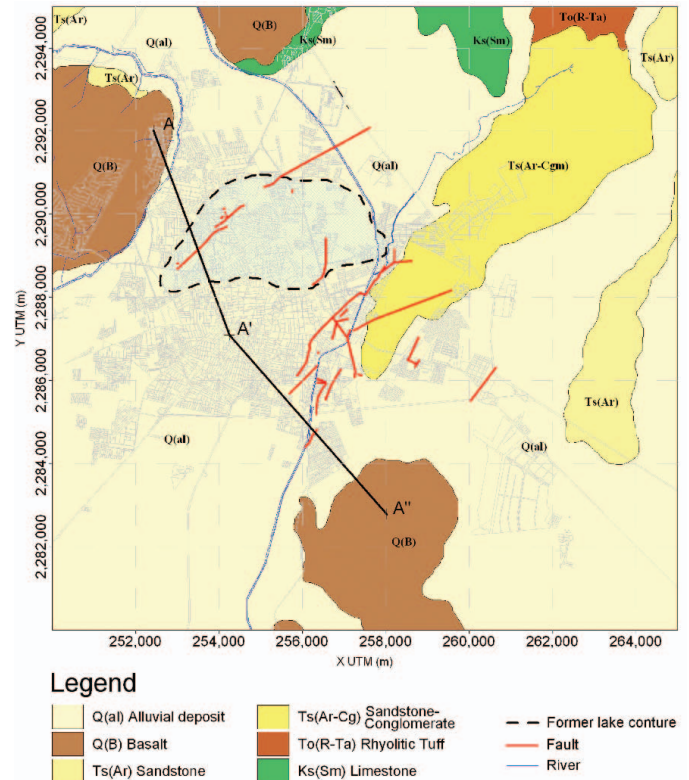 Ts(Ar)
Q(al)
Q(B)
Ks(Sm)
Ks(Sm)
To(R-Ta)
Ts(Ar)
Ts(Ar)
A
Q(B)
Q(al)
Ts(Ar-Cgm)
A'
Ts(Ar)
Q(al)
Q(al)
A''
Q(B)
2,294,000
2,292,000
2,290,000
2,288,000
2,286,000
2,284,000
2,282,000
Y UTM (m)
252,000 254,000 256,000 258,000 260,000 262,000 264,000
X UTM (m)
Legend
Q(al) Alluvial deposit
Q(B) Basalt
Ts(Ar) Sandstone
Ts(Ar-Cg) Sandstone-
Conglomerate
To(R-Ta) Rhyolitic Tuff
Ks(Sm) Limestone
Former lake conture
Fault
River